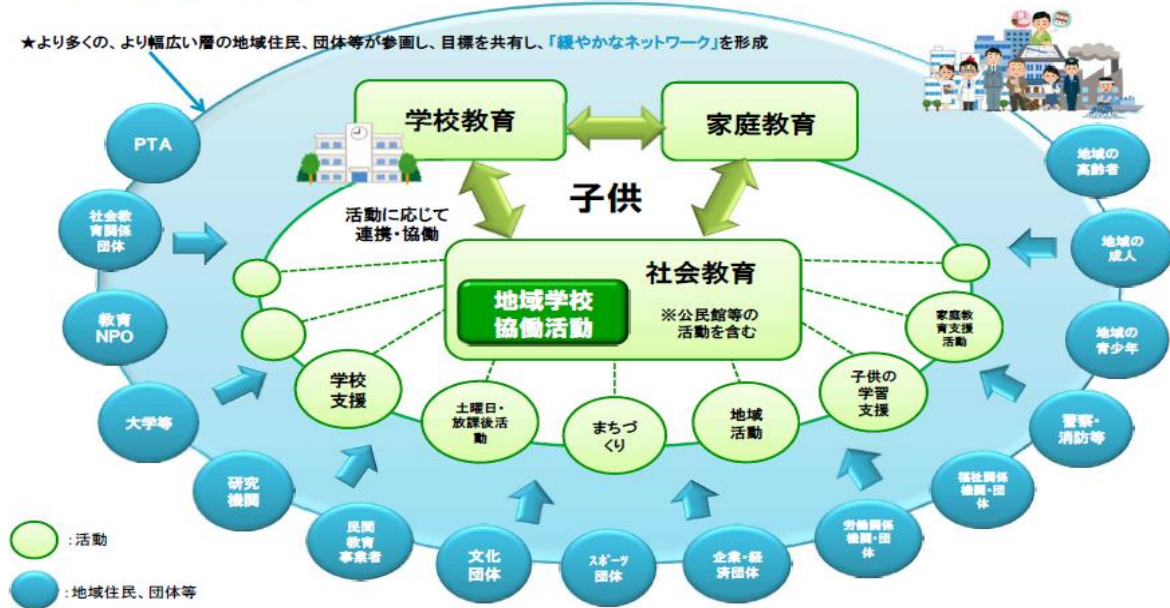 ★より多くの、より幅広い層の地域住民、団体等が参画し、目標を共有し、「緩やかなネットワーク」を形成
学校教育
家庭教育
PTA
地域の
高齢者
子供
活動に応じて
連携・協働
社会教
育関係
団体
地域の
成人
社会教育
地域学校
協働活動
※公民館等の
活動を含む
教育
NPO
家庭教
育支援
活動
地域の
青少年
学校
支援
子供の
学習
支援
大学等
土曜日・
放課後活
動
まちづ
くり
地域
活動
警察・
消防等
研究
機関
福祉関係
機関・団
体
民間
教育
事業者
文化
団体
スポーツ
団体
企業・経
済団体
労働関係
機関・団
体
:活動
:地域住民、団体等